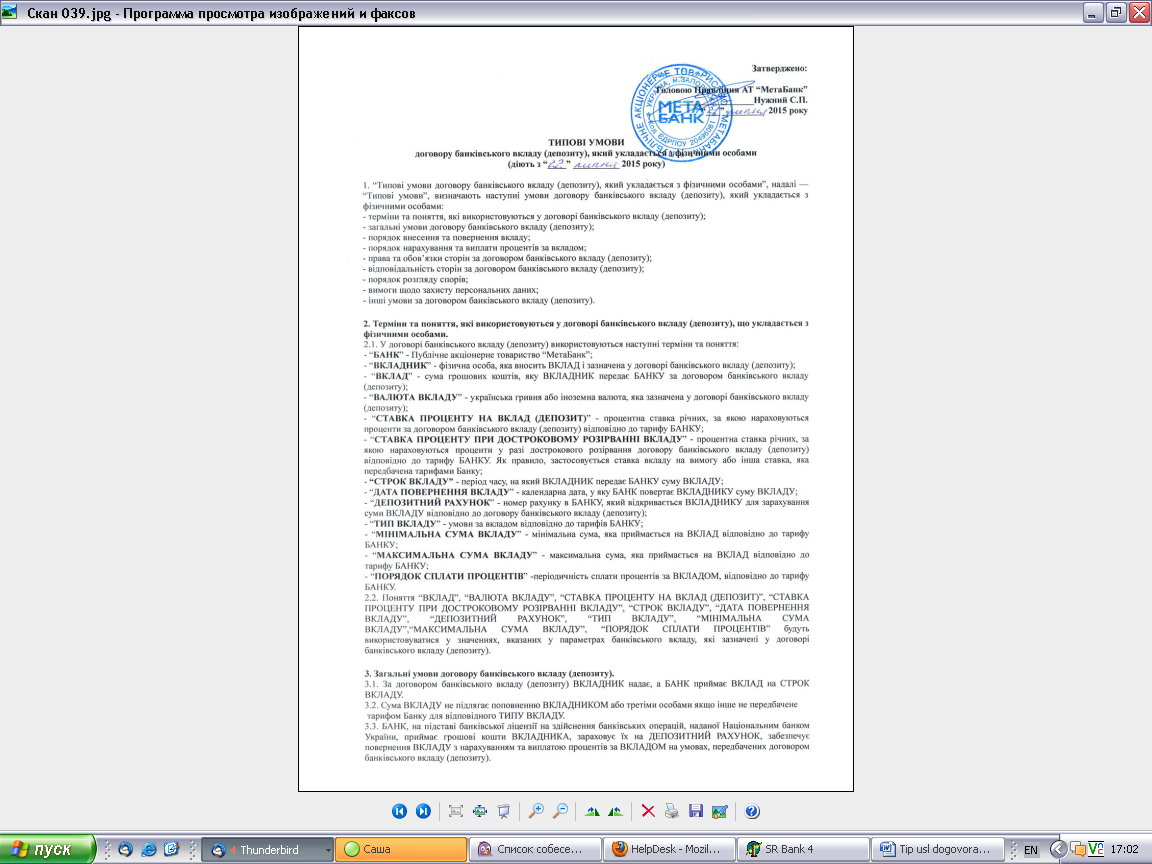 Скан 039.jpg - Программа просмотра изображений и факсов
Затверджено:
Головою Правління АТ “МетаБанк”
Нужний С.П.
2015 року
МЕТА
БАНК
ТИПОВІ УМОВИ
договору банківського вкладу (депозиту), який укладається з фізичними особами
(діють з “22” липня 2015 року)
1. “Типові умови договору банківського вкладу (депозиту), який укладається з фізичними особами”, надалі —
“Типові умови”, визначають наступні умови договору банківського вкладу (депозиту), який укладається з
фізичними особами:
- терміни та поняття, які використовуються у договорі банківського вкладу (депозиту);
- загальні умови договору банківського вкладу (депозиту);
- порядок внесення та повернення вкладу;
- порядок нарахування та виплати процентів за вкладом;
- права та обов’язки сторін за договором банківського вкладу (депозиту);
- відповідальність сторін за договором банківського вкладу (депозиту);
- порядок розгляду спорів;
- вимоги щодо захисту персональних даних;
- інші умови за договором банківського вкладу (депозиту).
2. Терміни та поняття, які використовуються у договорі банківського вкладу (депозиту), що укладається з
фізичними особами.
2.1. У договорі банківського вкладу (депозиту) використовуються наступні терміни та поняття:
- “БАНК” - Публічне акціонерне товариство “МетаБанк”;
- “ВКЛАДНИК” - фізична особа, яка вносить ВКЛАД і зазначена у договорі банківського вкладу (депозиту);
- “ВКЛАД” - сума грошових коштів, яку ВКЛАДНИК передає БАНКУ за договором банківського вкладу
(депозиту);
- “ВАЛЮТА ВКЛАДУ” - українська гривня або іноземна валюта, яка зазначена у договорі банківського вкладу
(депозиту);
- “СТАВКА ПРОЦЕНТУ НА ВКЛАД (ДЕПОЗИТ)” - процентна ставка річних, за якою нараховуються
проценти за договором банківського вкладу (депозиту) відповідно до тарифу БАНКУ;
- “СТАВКА ПРОЦЕНТУ ПРИ ДОСТРОКОВОМУ РОЗІРВАННІ ВКЛАДУ” - процентна ставка річних, за
якою нараховуються проценти у разі дострокового розірвання договору банківського вкладу (депозиту)
відповідно до тарифу БАНКУ. Як правило, застосовується ставка вкладу на вимогу або інша ставка, яка
передбачена тарифами Банку;
- “СТРОК ВКЛАДУ” - період часу, на який ВКЛАДНИК передає БАНКУ суму ВКЛАДУ;
- “ДАТА ПОВЕРНЕННЯ ВКЛАДУ” - календарна дата, у яку БАНК повертає ВКЛАДНИКУ суму ВКЛАДУ;
- “ДЕПОЗИТНИЙ РАХУНОК” - номер рахунку в БАНКУ, який відкривається ВКЛАДНИКУ для зарахування
суми ВКЛАДУ відповідно до договору банківського вкладу (депозиту);
- “ТИП ВКЛАДУ” - умови за вкладом відповідно до тарифів БАНКУ;
- “МІНІМАЛЬНА СУМА ВКЛАДУ” - мінімальна сума, яка приймається на ВКЛАД відповідно до тарифу
БАНКУ;
- “МАКСИМАЛЬНА СУМА ВКЛАДУ” - максимальна сума, яка приймається на ВКЛАД відповідно до
тарифу БАНКУ;
- “ПОРЯДОК СПЛАТИ ПРОЦЕНТІВ” -періодичність сплати процентів за ВКЛАДОМ, відповідно до тарифу
БАНКУ.
2.2. Поняття “ВКЛАД”, “ВАЛЮТА ВКЛАДУ”, “СТАВКА ПРОЦЕНТУ НА ВКЛАД (ДЕПОЗИТ)”, “СТАВКА
ПРОЦЕНТУ ПРИ ДОСТРОКОВОМУ РОЗІРВАННІ ВКЛАДУ”, “СТРОК ВКЛАДУ”, “ДАТА ПОВЕРНЕННЯ
ВКЛАДУ”, “ДЕПОЗИТНИЙ РАХУНОК”, “ТИП ВКЛАДУ”, “МІНІМАЛЬНА СУМА
ВКЛАДУ”,“МАКСИМАЛЬНА СУМА ВКЛАДУ”, “ПОРЯДОК СПЛАТИ ПРОЦЕНТІВ” будуть
використовуватися у значеннях, вказаних у параметрах банківського вкладу, які зазначені у договорі
банківського вкладу (депозиту).
3. Загальні умови договору банківського вкладу (депозиту).
3.1. За договором банківського вкладу (депозиту) ВКЛАДНИК надає, а БАНК приймає ВКЛАД на СТРОК
ВКЛАДУ.
3.2. Сума ВКЛАДУ не підлягає поповненню ВКЛАДНИКОМ або третіми особами якщо інше не передбачене
тарифом Банку для відповідного ТИПУ ВКЛАДУ.
3.3. БАНК, на підставі банківської ліцензії на здійснення банківських операцій, наданої Національним банком
України, приймає грошові кошти ВКЛАДНИКА, зараховує їх на ДЕПОЗИТНИЙ РАХУНОК, забезпечує
повернення ВКЛАДУ з нарахуванням та виплатою процентів за ВКЛАДОМ на умовах, передбачених договором
банківського вкладу (депозиту).
пуск
4 Thunderbird
Саша
Список собесе...
HelpDesk - Mozil...
SR Bank 4
Tip usl dogovora...
EN
17:02